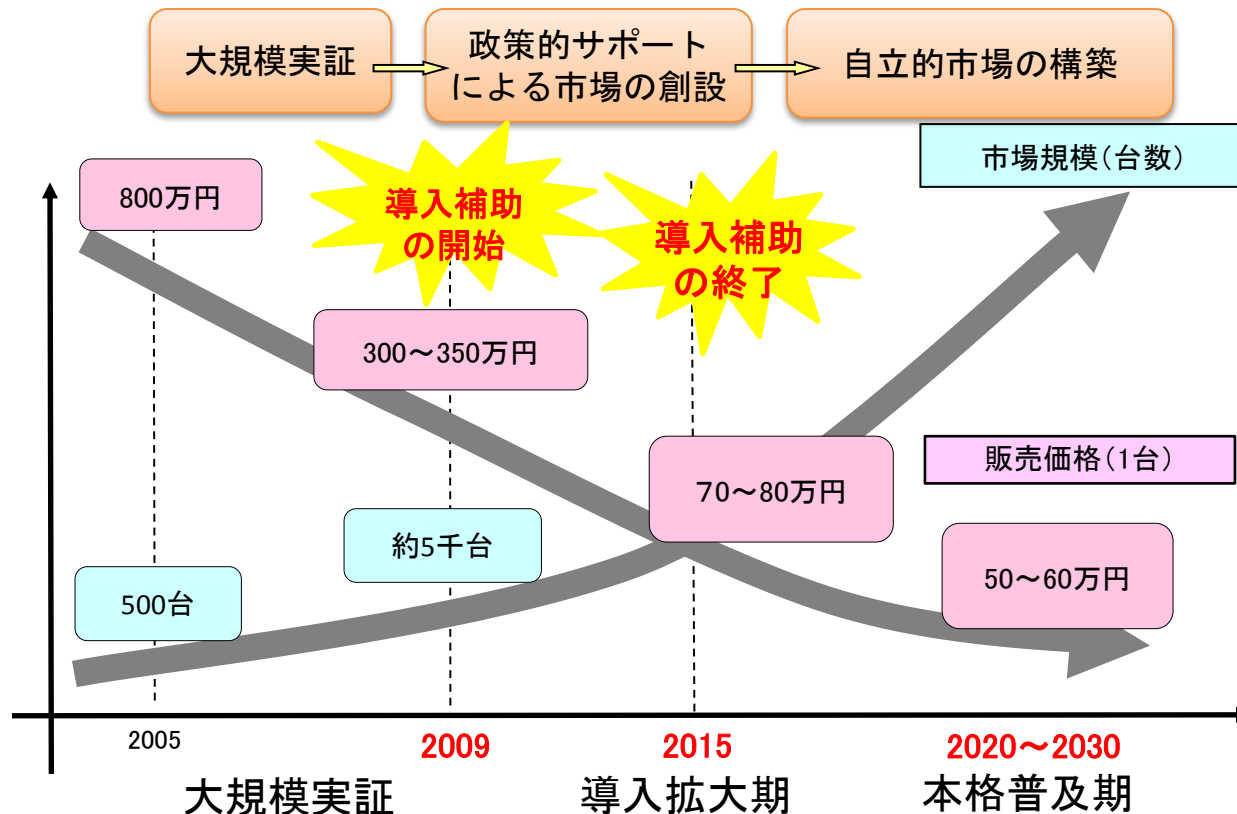 大規模実証
政策的サポート
による市場の創設
自立的市場の構築
市場規模(台数)
800万円
導入補助
の開始
導入補助
の終了
300～350万円
70～80万円
販売価格(1台)
約5千台
50～60万円
500台
2005
2009
2015
2020～2030
大規模実証
導入拡大期
本格普及期